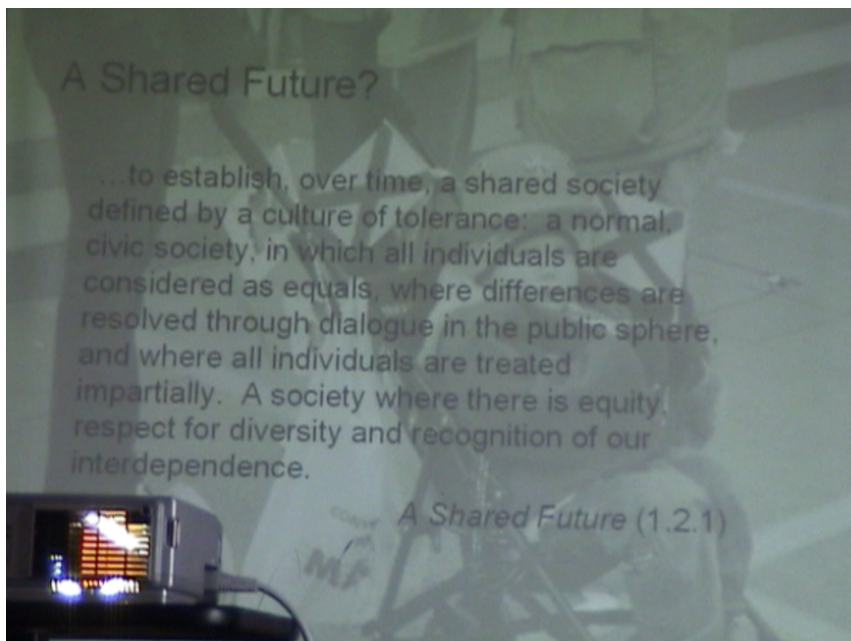 A Shared Future?
...to establish, over time, a shared society
defined by a culture of tolerance: a normal,
civic society, in which all individuals are
considered as equals, where differences are
resolved through dialogue in the public sphere,
and where all individuals are treated
impartially. A society where there is equity,
respect for diversity and recognition of our
interdependence.
A Shared Future (1.2.1)